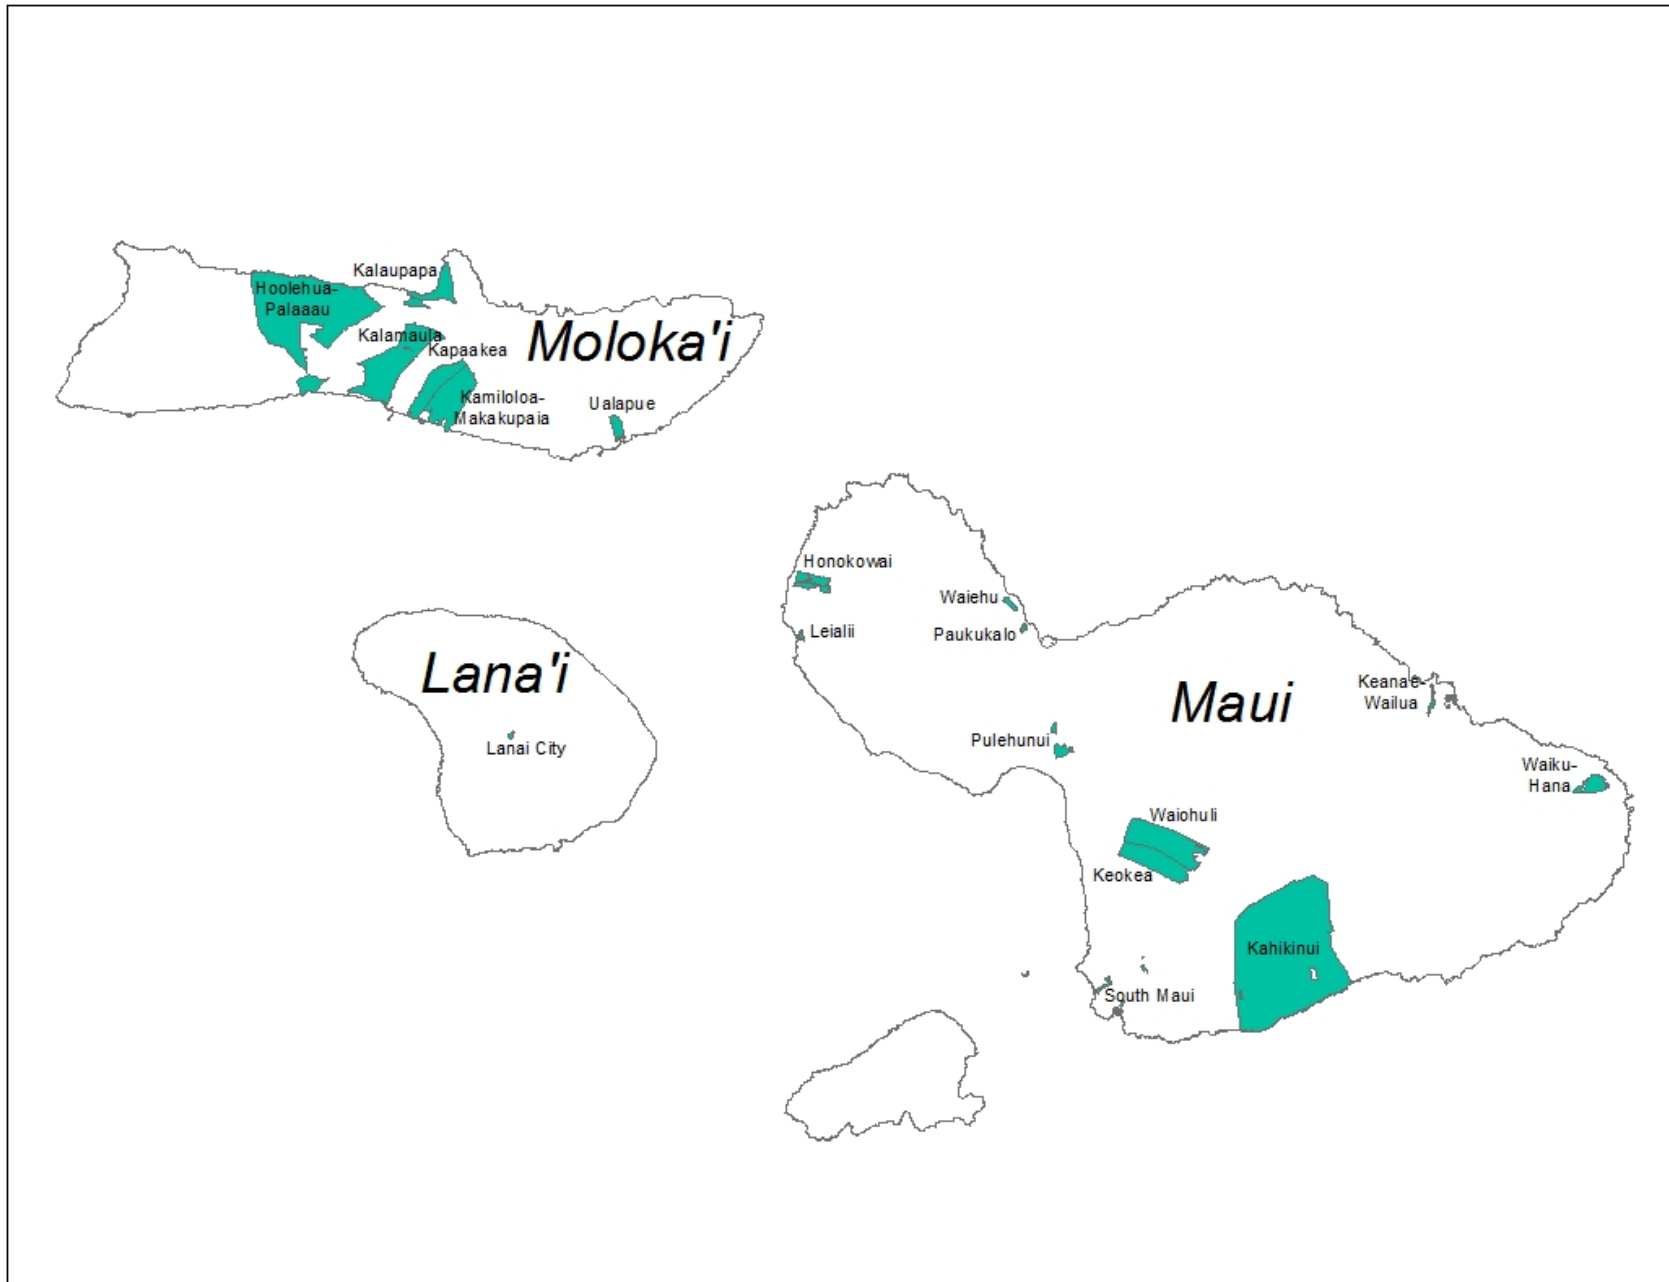 Kalaupapa
Hoolehua-
Palaaau
Kalamaula
Kapaakea
Moloka'i
Kamiloloa-
Makakupaia
Ualapue
Honokowai
Waiehu
Leialii
Paukukalo
Lana'i
Lanai City
Maui
Keanae-
Wailua
Pulehunui
Waiku-
Hana
Waiohuli
Keokea
Kahikinui
South Maui